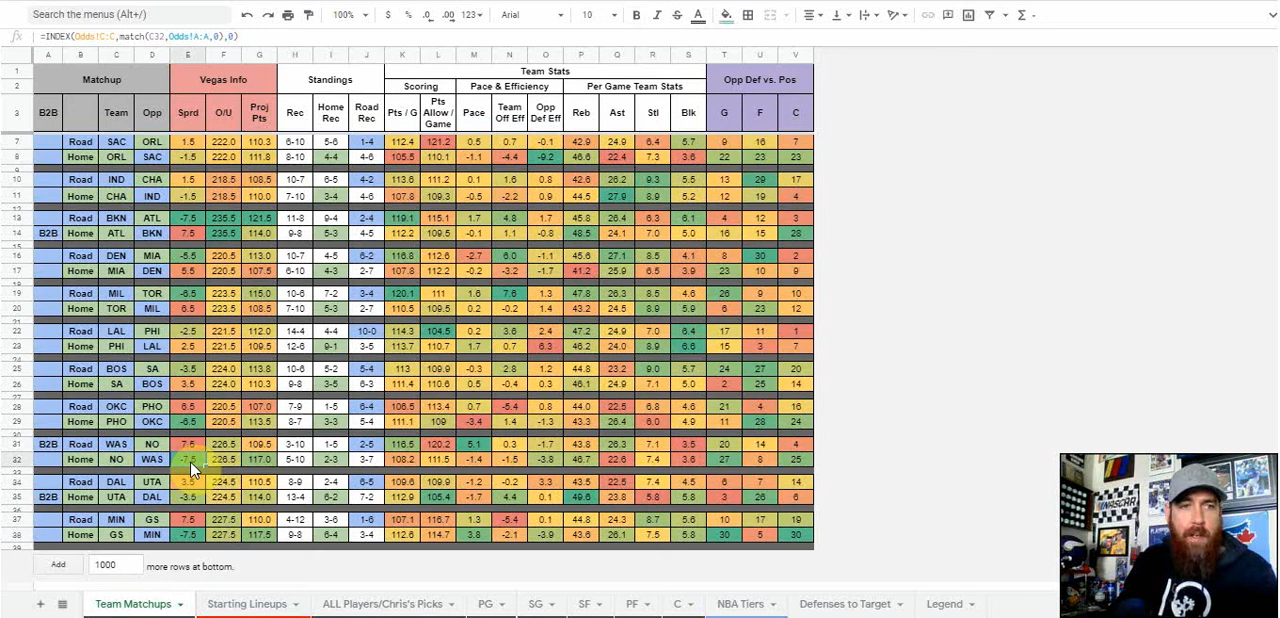 Search the menus (Alt+/) 100% $ % .0 .00 123 Arial 10 B I S A
fx =INDEX(Odds!C:C,match(C32,Odds!A:A,0),0)
A B C D E F G H I J K L M N O P Q R S T U V
1 Matchup Vegas Info Standings Team Stats Opp Def vs. Pos
2 Scoring Pace & Efficiency Per Game Team Stats
3 B2B Team Opp Sprd O/U Proj Pts Rec Home Rec Road Rec Pts / G Pts Allow / Game Pace Team Off Eff Opp Def Eff Reb Ast Stl Blk G F C
7 Road SAC ORL 1.5 222.0 110.3 6-10 5-6 1-4 112.4 121.2 0.5 0.7 -0.1 42.9 24.9 6.4 5.7 9 16 7
8 Home ORL SAC -1.5 222.0 111.8 8-10 4-4 4-6 105.5 110.1 -1.1 -4.4 -9.2 46.6 22.4 7.3 3.6 22 23 23
9
10 Road IND CHA 1.5 218.5 108.5 10-7 6-5 4-2 113.6 111.2 0.1 1.6 0.8 42.6 26.2 9.3 5.5 13 29 17
11 Home CHA IND -1.5 218.5 110.0 7-10 3-4 4-6 107.8 109.3 -0.5 -2.2 0.9 44.5 27.9 8.9 5.2 12 19 4
12
13 Road BKN ATL -7.5 235.5 121.5 11-8 9-4 2-4 119.1 115.1 1.7 4.8 1.7 45.8 26.4 6.3 6.1 4 12 3
14 B2B Home ATL BKN 7.5 235.5 114.0 9-8 5-3 4-5 112.2 109.5 -0.1 1.1 -0.8 48.5 24.1 7.0 5.0 16 15 28
15
16 Road DEN MIA -5.5 220.5 113.0 10-7 4-5 6-2 116.8 112.6 -2.7 6.0 -1.1 45.6 27.1 8.5 4.1 8 30 2
17 Home MIA DEN 5.5 220.5 107.5 6-10 4-3 2-7 107.8 112.2 -0.2 -3.2 -1.7 41.2 25.9 6.5 3.9 23 10 9
18
19 Road MIL TOR -6.5 223.5 115.0 10-6 7-2 3-4 120.1 111 1.6 7.6 1.3 47.8 26.3 8.5 4.6 26 9 10
20 Home TOR MIL 6.5 223.5 108.5 7-10 5-3 2-7 110.5 109.5 0.2 -0.2 1.4 43.2 24.5 8.9 5.9 6 23 12
21
22 Road LAL PHI -2.5 221.5 112.0 14-4 4-4 10-0 114.3 104.5 0.2 3.6 2.4 47.2 24.9 7.0 6.4 17 11 1
23 Home PHI LAL 2.5 221.5 109.5 12-6 9-1 3-5 113.7 110.7 1.7 0.7 6.3 46.2 24.0 8.9 6.6 15 3 7
24
25 Road BOS SA -3.5 224.0 113.8 10-6 5-2 5-4 113 109.9 -0.3 2.8 1.2 44.8 23.2 9.0 5.7 24 27 20
26 Home SA BOS 3.5 224.0 110.3 9-8 3-5 6-3 111.4 110.6 0.5 -0.4 0.3 46.1 24.9 7.1 5.0 2 25 14
27
28 Road OKC PHO 6.5 220.5 107.0 7-9 1-5 6-4 106.5 113.4 0.7 -5.4 0.8 44.0 22.5 6.8 4.6 21 4 16
29 Home PHO OKC -6.5 220.5 113.5 8-7 3-3 5-4 111.1 109 -3.4 1.4 -1.3 43.3 26.4 6.0 4.9 11 28 24
30
31 B2B Road WAS NO 7.5 226.5 109.5 3-10 1-5 2-5 116.5 120.2 5.1 0.3 -1.7 43.8 26.3 7.1 3.5 20 14 4
32 Home NO WAS -7.5 226.5 117.0 5-10 2-3 3-7 108.2 111.5 -1.4 -1.5 -3.8 46.7 22.6 7.4 3.6 27 8 25
33
34 Road DAL UTA 3.5 224.5 110.5 8-9 2-4 6-5 109.6 109.9 -1.2 -0.2 3.3 43.5 22.5 6.6 4.4 6 7 14
35 B2B Home UTA DAL -3.5 224.5 114.0 13-4 6-2 7-2 112.9 105.4 -1.7 4.4 0.1 49.6 23.8 5.8 5.8 3 26 6
36
37 Road MIN GS 7.5 227.5 110.0 4-12 3-6 1-6 107.1 116.7 1.3 -5.4 0.1 44.8 24.3 8.7 5.6 10 17 19
38 Home GS MIN -7.5 227.5 117.5 9-8 6-4 3-4 112.6 114.7 3.8 -2.1 -3.9 43.6 26.1 7.5 5.8 30 5 30
39
Add 1000 more rows at bottom.
+ Team Matchups Starting Lineups ALL Players/Chris's Picks PG SG SF PF C NBA Tiers Defenses to Target Legend
NASCAR